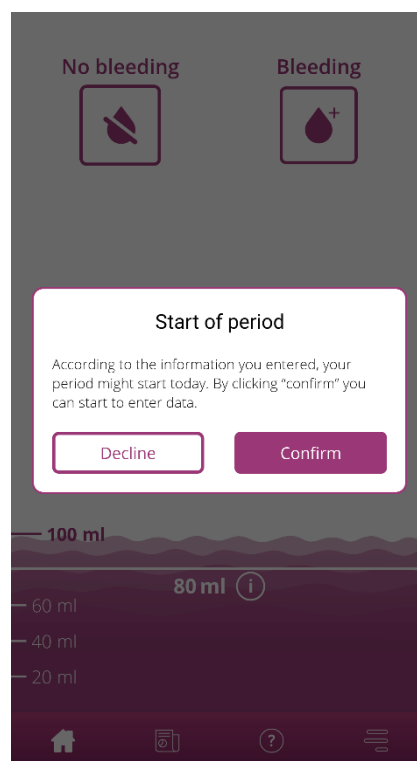 No bleeding
Bleeding
Start of period
According to the information you entered, your
period might start today. By clicking “confirm” you
can start to enter data.
Decline
Confirm
100 ml
80 ml i
60 ml
40 ml
20 ml
?